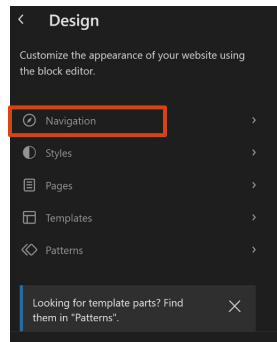 Design
Customize the appearance of your website using
the block editor.
Navigation
Styles
Pages
Templates
Patterns
Looking for template parts? Find
them in "Patterns".